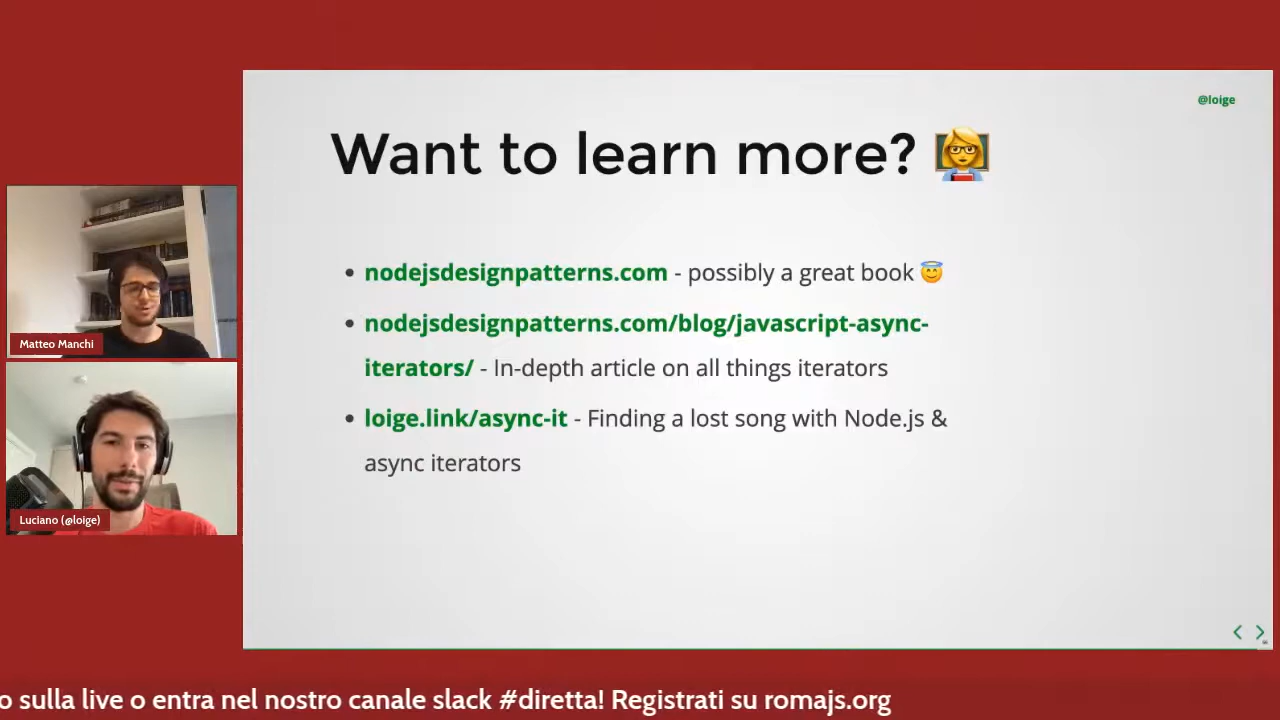 @loige
Want to learn more?
nodejsdesignpatterns.com - possibly a great book
nodejsdesignpatterns.com/blog/javascript-async-
iterators/ - In-depth article on all things iterators
loige.link/async-it - Finding a lost song with Node.js &
async iterators
Matteo Manchi
Luciano (@loige)
o sulla live o entra nel nostro canale slack #diretta! Registrati su romajs.org